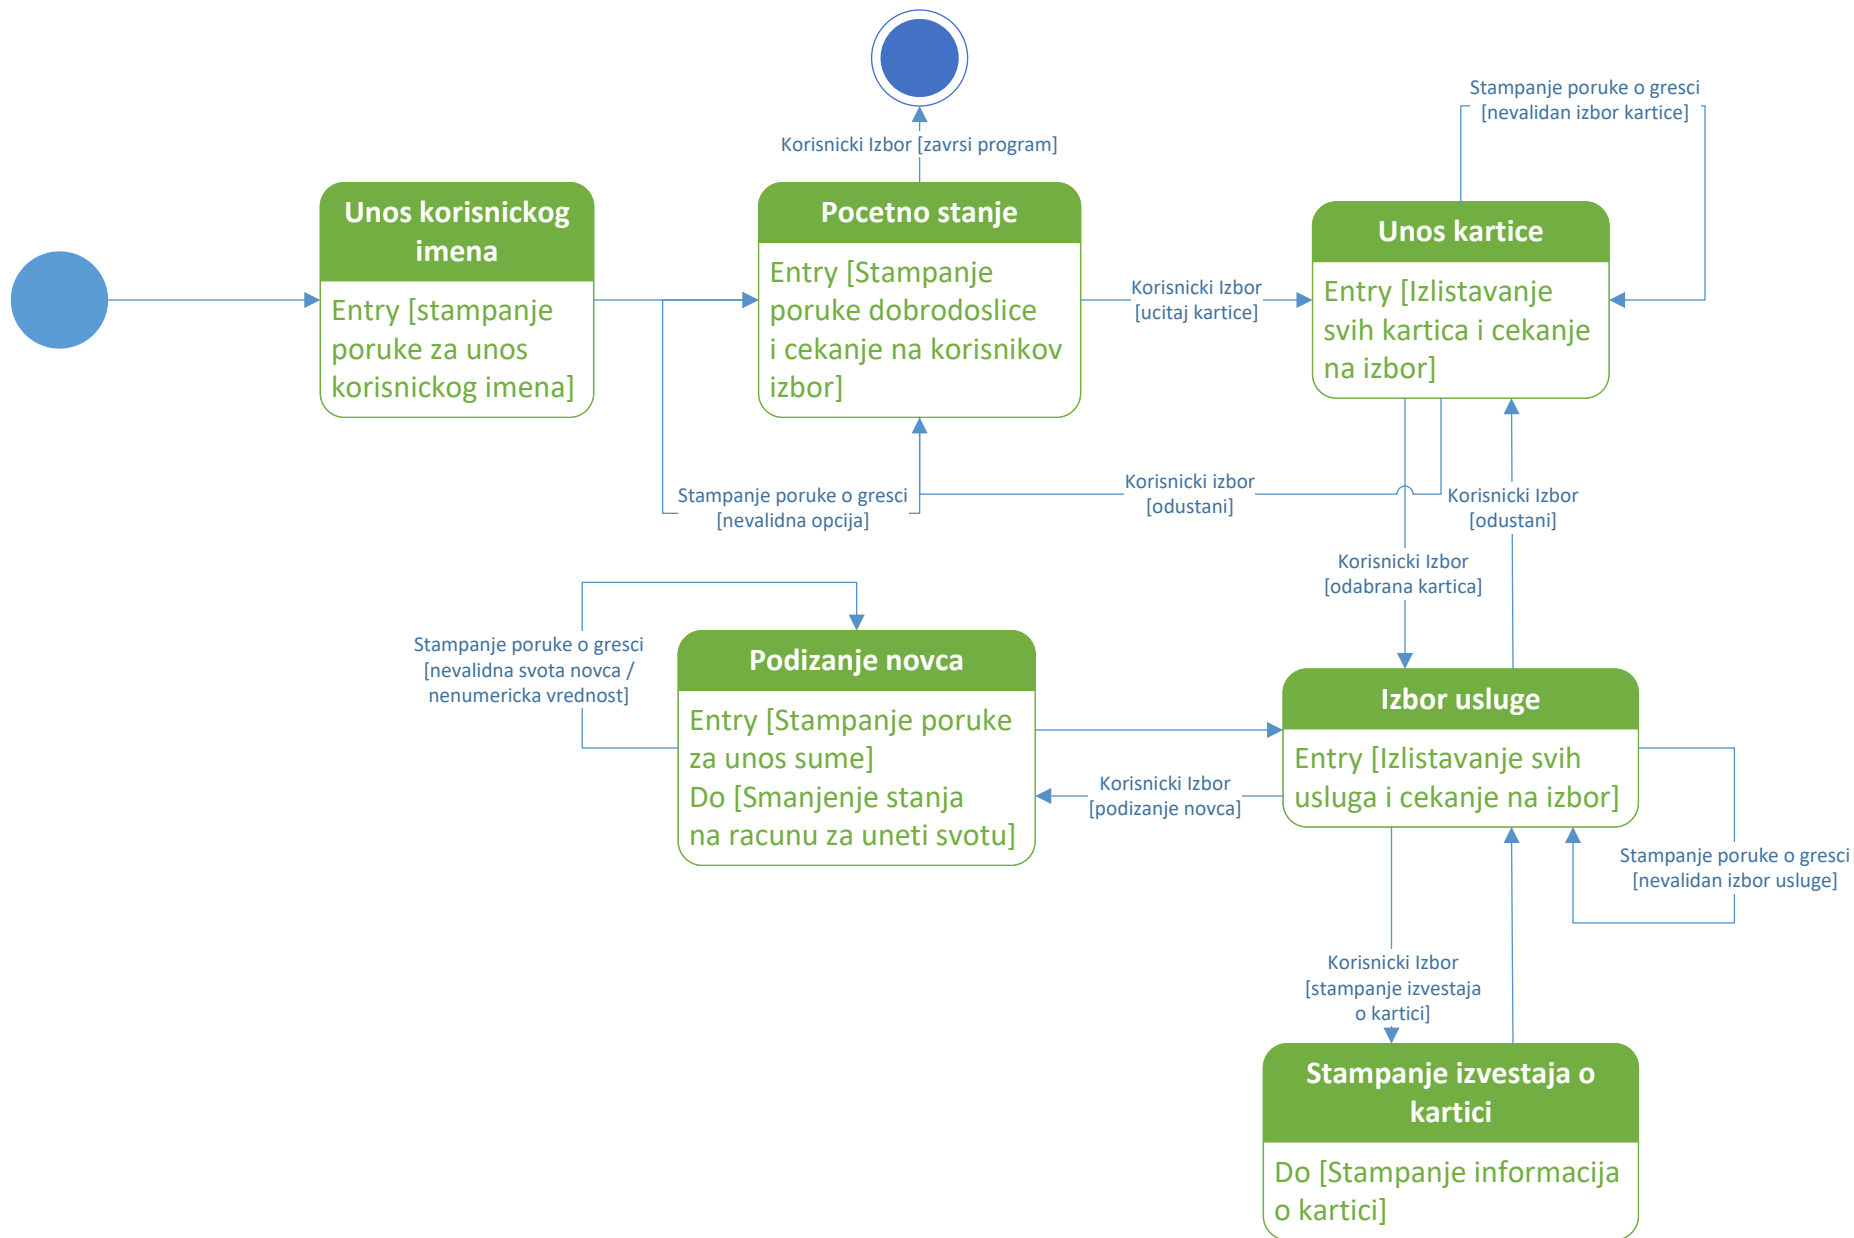 Korisnicki Izbor [zavrsi program]
Stampanje poruke o gresci
[nevalidan izbor kartice]
Unos korisnickog
imena
Entry [stampanje
poruke za unos
korisnickog imena]
Pocetno stanje
Entry [Stampanje
poruke dobrodoslice
i cekanje na korisnikov
izbor]
Korisnicki Izbor
[ucitaj kartice]
Unos kartice
Entry [Izlistavanje
svih kartica i cekanje
na izbor]
Stampanje poruke o gresci
[nevalidna opcija]
Korisnicki izbor
[odustani]
Korisnicki Izbor
[odustani]
Korisnicki Izbor
[odabrana kartica]
Stampanje poruke o gresci
[nevalidna svota novca /
nenumericka vrednost]
Podizanje novca
Entry [Stampanje poruke
za unos sume]
Do [Smanjenje stanja
na racunu za uneti svotu]
Korisnicki Izbor
[podizanje novca]
Izbor usluge
Entry [Izlistavanje svih
usluga i cekanje na izbor]
Stampanje poruke o gresci
[nevalidan izbor usluge]
Korisnicki Izbor
[stampanje izvestaja
o kartici]
Stampanje izvestaja o
kartici
Do [Stampanje informacija
o kartici]